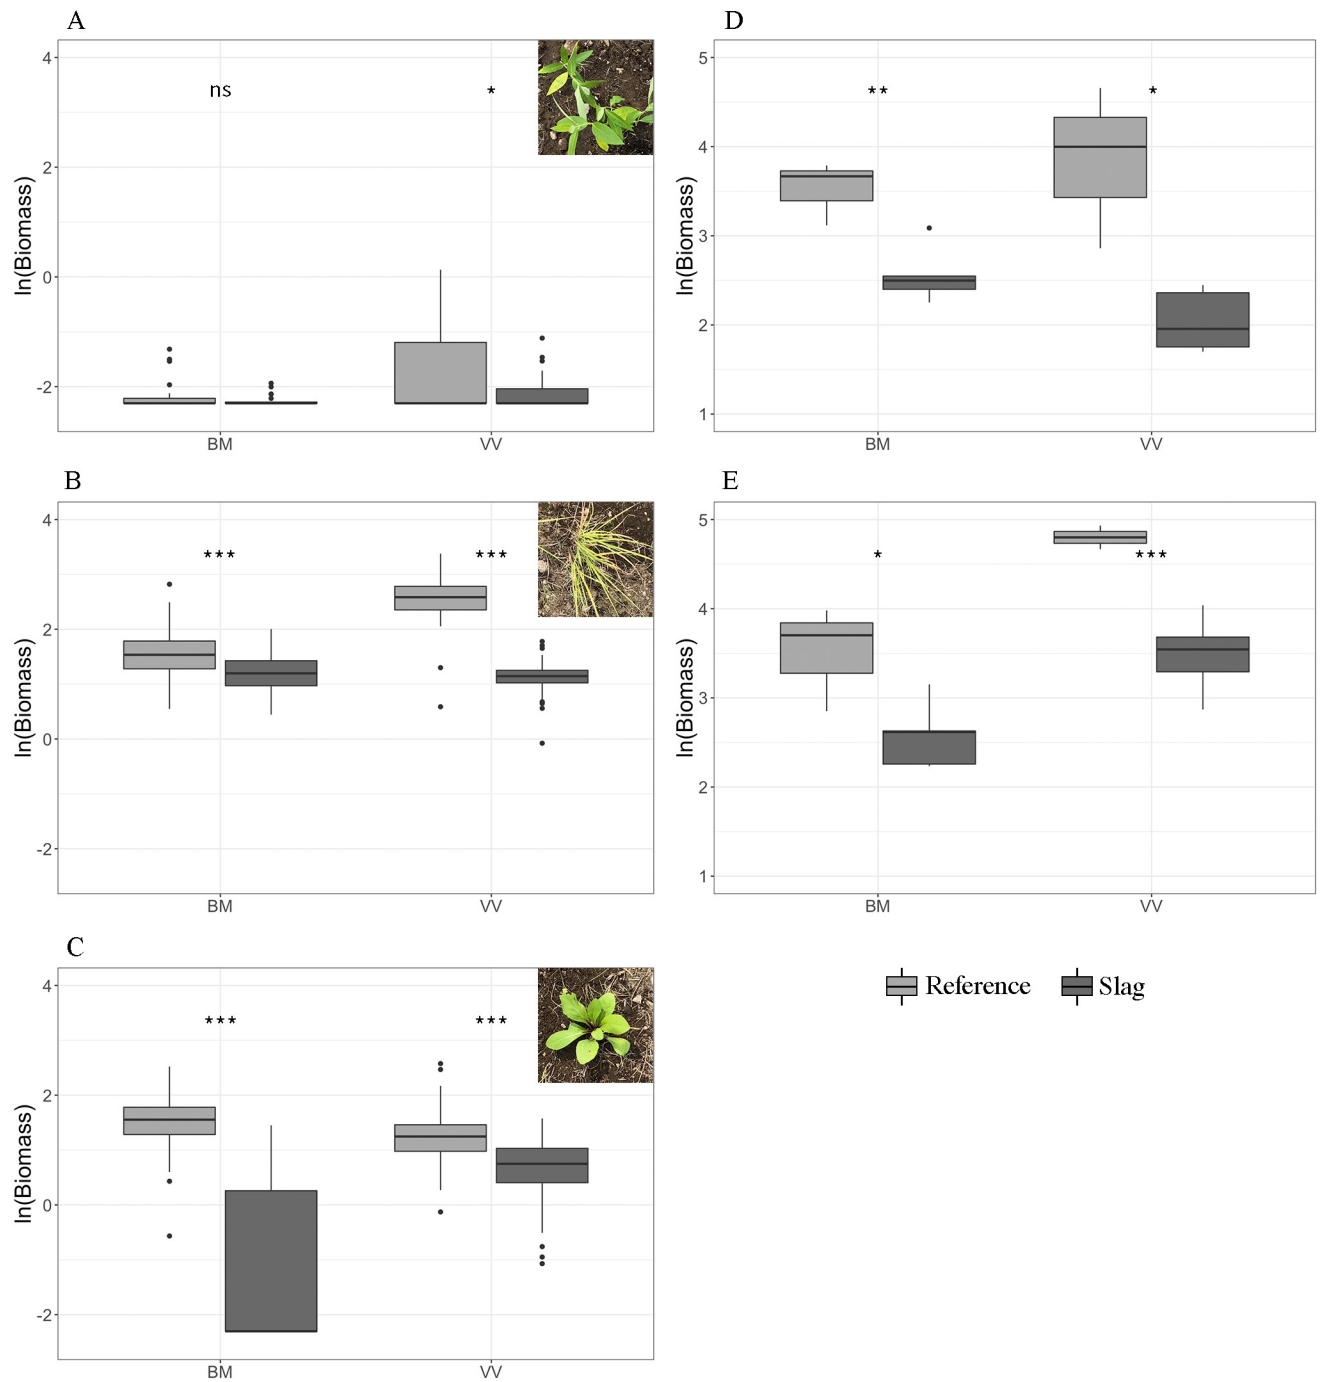 A
4
2
0
-2
ln(Biomass)
ns
*
BM
VV
D
5
4
3
2
1
ln(Biomass)
**
*
BM
VV
B
4
2
0
-2
ln(Biomass)
***
***
BM
VV
E
5
4
3
2
1
ln(Biomass)
*
***
BM
VV
C
4
2
0
-2
ln(Biomass)
***
***
BM
VV
Reference
Slag